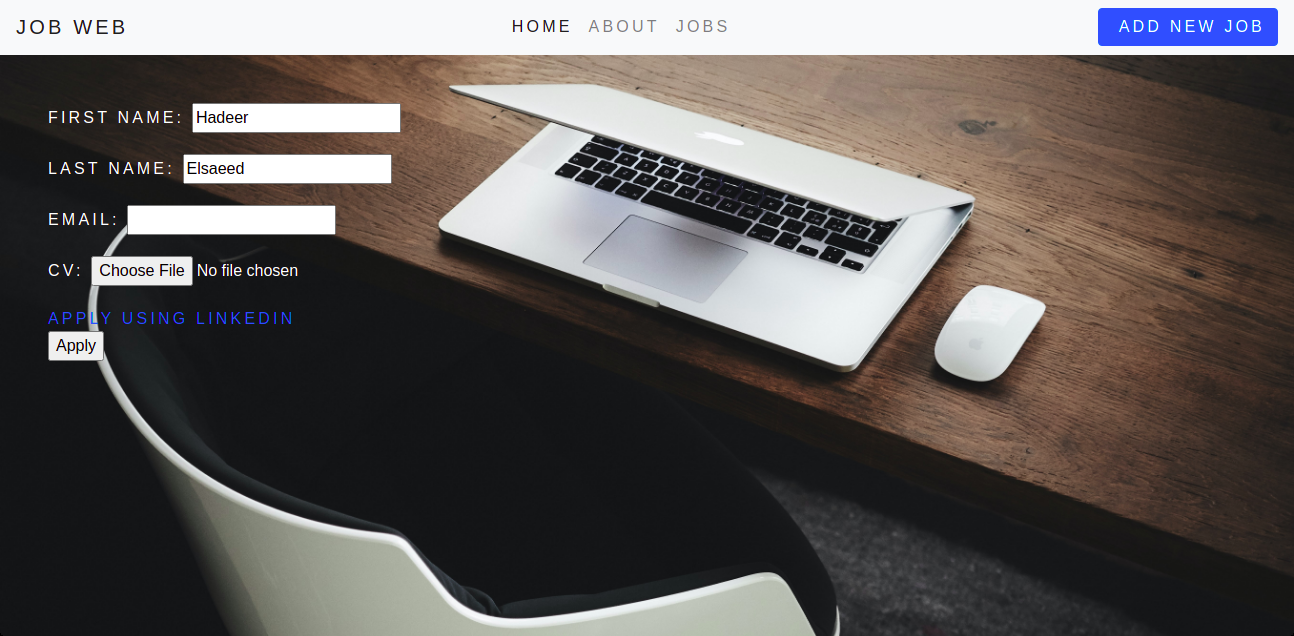 JOB WEB HOME ABOUT JOBS ADD NEW JOB
FIRST NAME: Hadeer
LAST NAME: Elsaeed
EMAIL:
CV: Choose File No file chosen
APPLY USING LINKEDIN
Apply